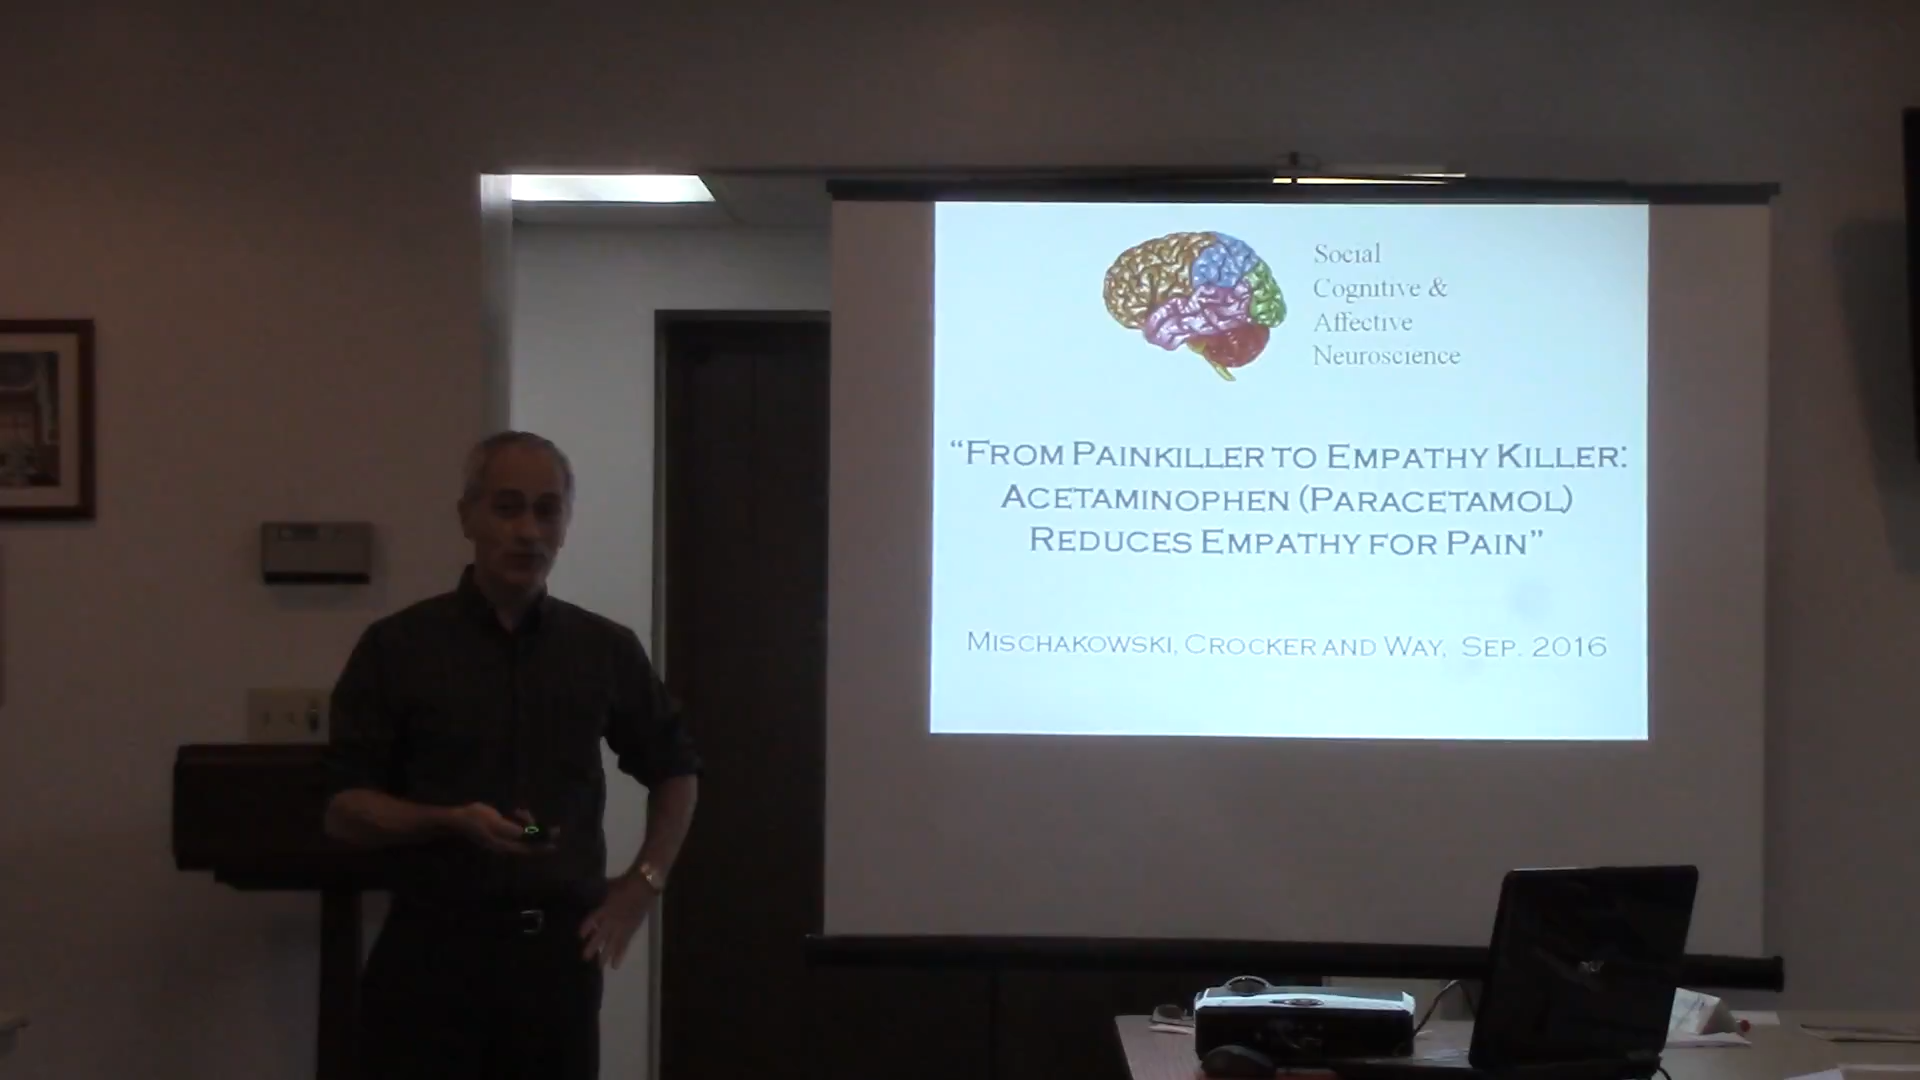 Social
Cognitive &
Affective
Neuroscience
“From Painkiller to Empathy Killer:
Acetaminophen (Paracetamol)
Reduces Empathy for Pain”
Mischakowski, Crocker and Way, Sep. 2016